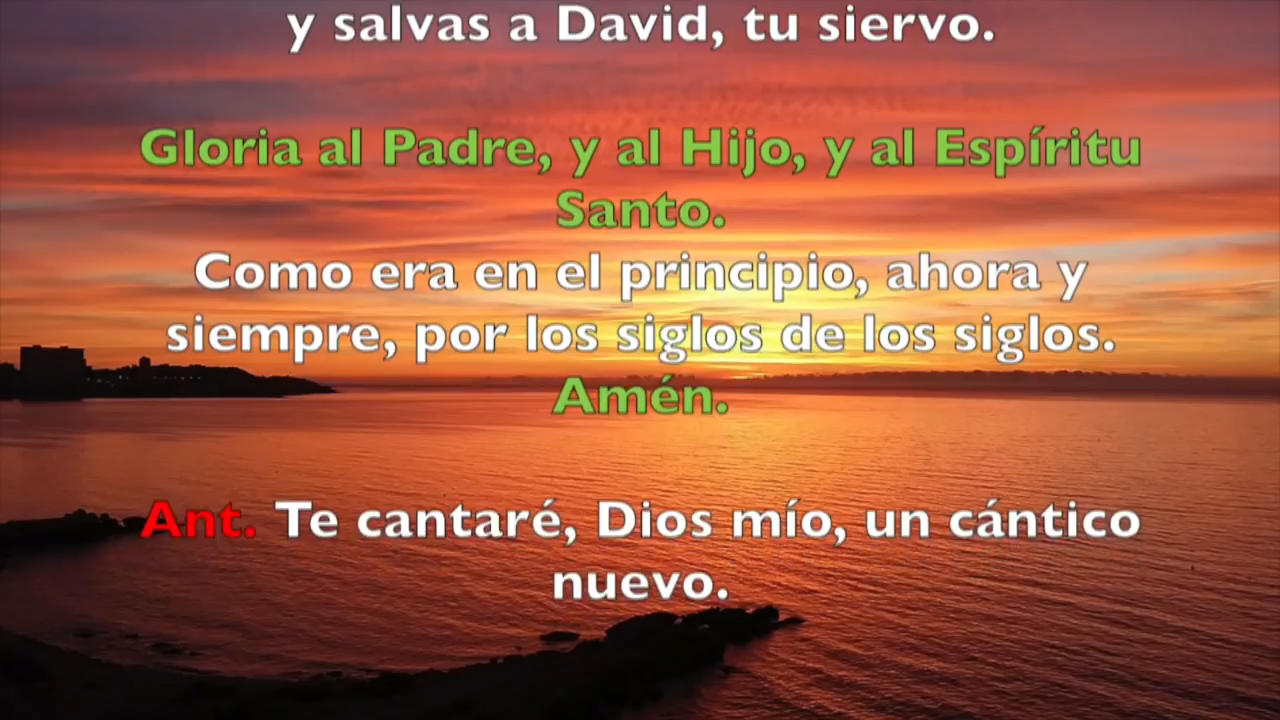 y salvas a David, tu siervo.
Gloria al Padre, y al Hijo, y al Espíritu
Santo.
Como era en el principio, ahora y
siempre, por los siglos de los siglos.
Amén.
Ant. Te cantaré, Dios mío, un cántico
nuevo.